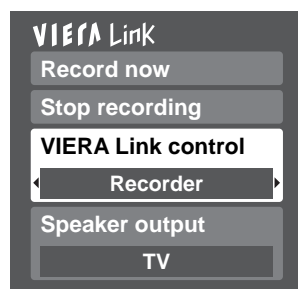 VIERA Link
Record now
Stop recording
VIERA Link control
Recorder
Speaker output
TV